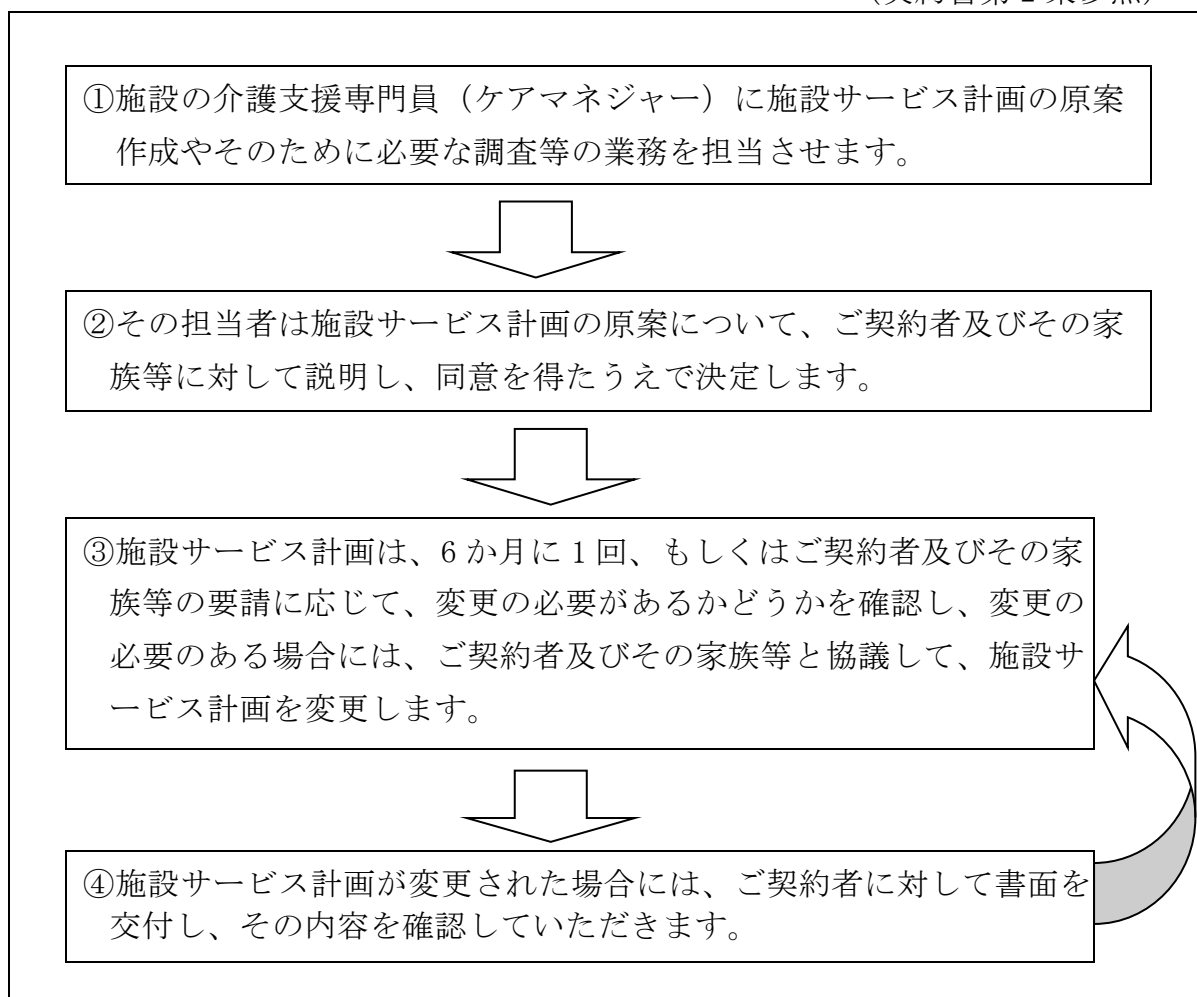 ①施設の介護支援専門員（ケアマネジャー）に施設サービス計画の原案
作成やそのために必要な調査等の業務を担当させます。
②その担当者は施設サービス計画の原案について、ご契約者及びその家
族等に対して説明し、同意を得たうえで決定します。
③施設サービス計画は、6 か月に 1 回、もしくはご契約者及びその家
族等の要請に応じて、変更の必要があるかどうかを確認し、変更の
必要のある場合には、ご契約者及びその家族等と協議して、施設サ
ービス計画を変更します。
④施設サービス計画が変更された場合には、ご契約者に対して書面を
交付し、その内容を確認していただきます。